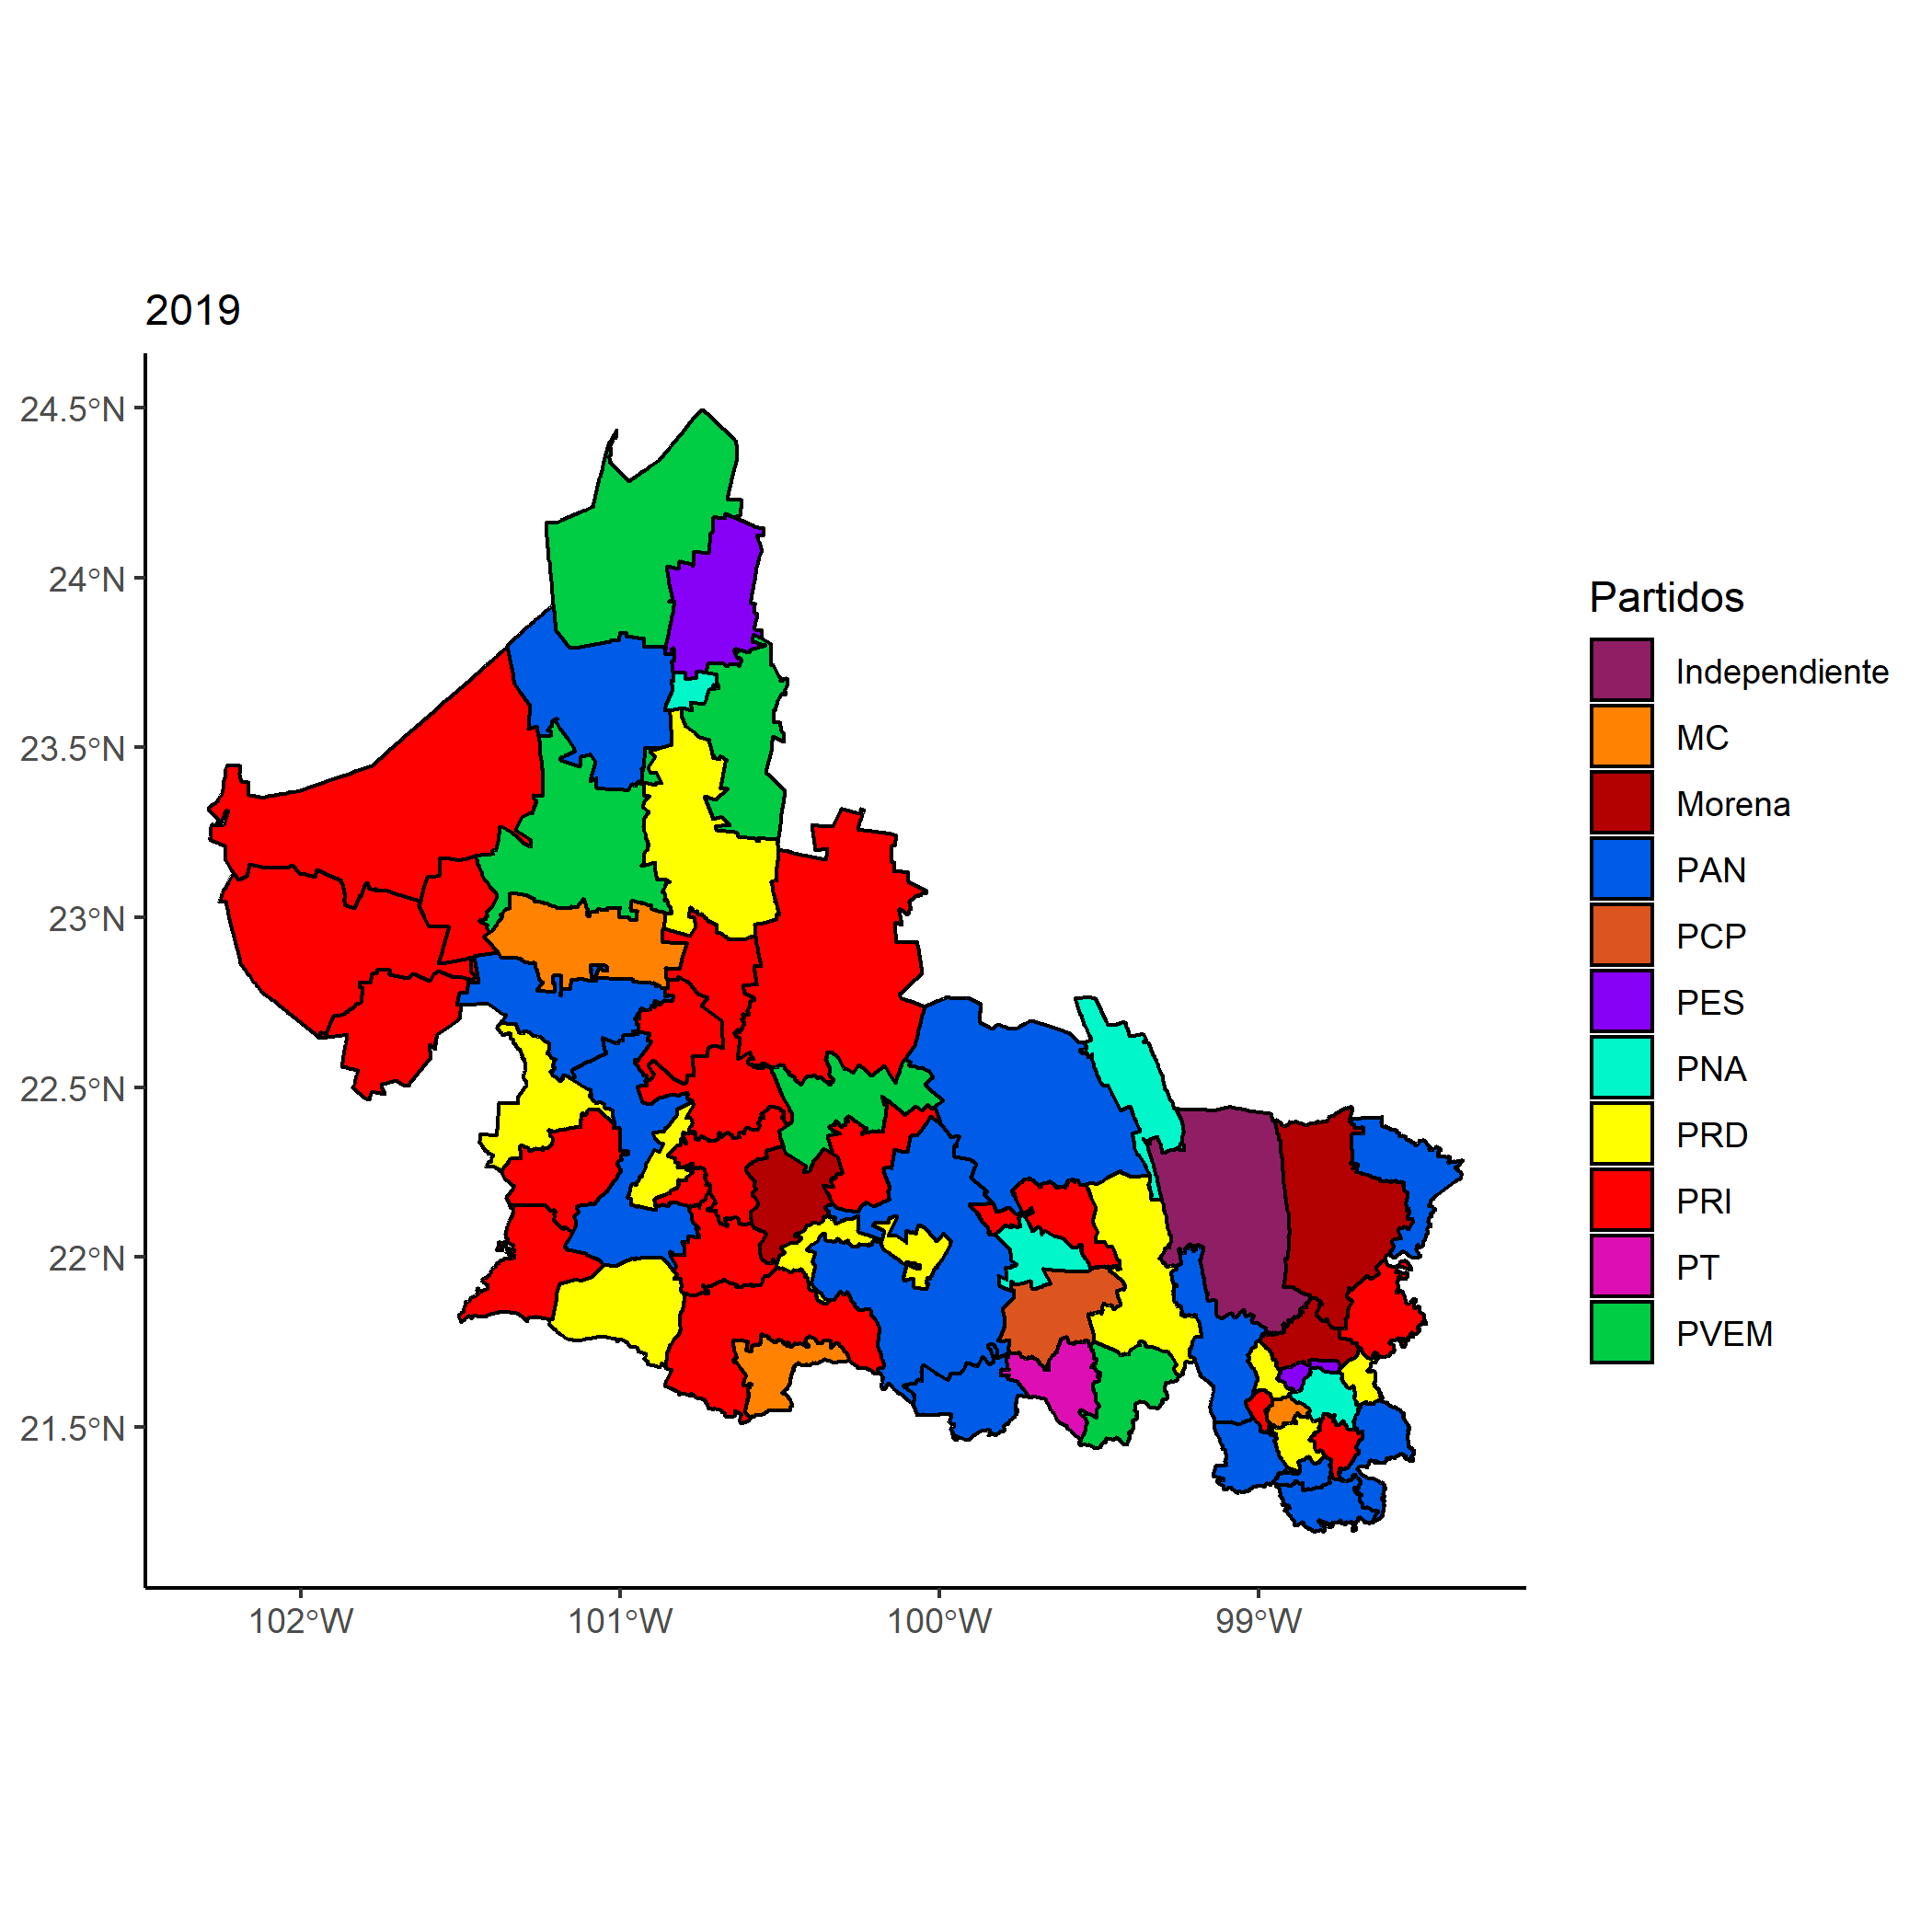 2019
24.5°N
24°N
23.5°N
23°N
22.5°N
22°N
21.5°N
102°W
101°W
100°W
99°W
Partidos
Independiente
MC
Morena
PAN
PCP
PES
PNA
PRD
PRI
PT
PVEM